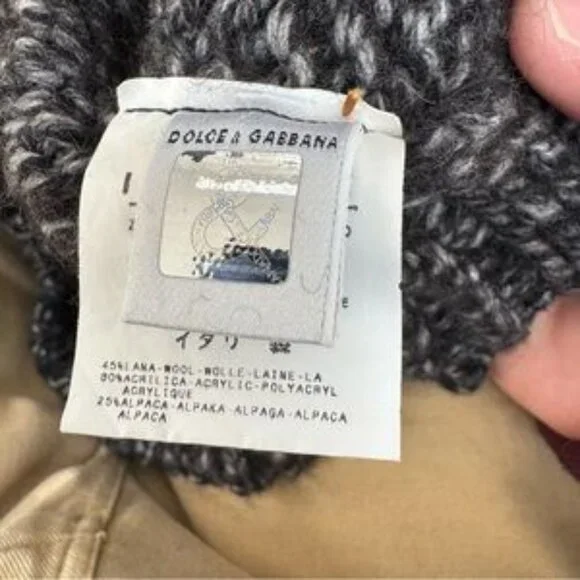 DOLCE & GABBANA
イタリ 製
45%LANA-WOOL-WOLLE-LAINE-LA
30%ACRILICA-ACRYLIC-POLYACRYL
ACRYLIQUE
25%ALPACA-ALPAKA-ALPAGA-ALPACA
ALPACA